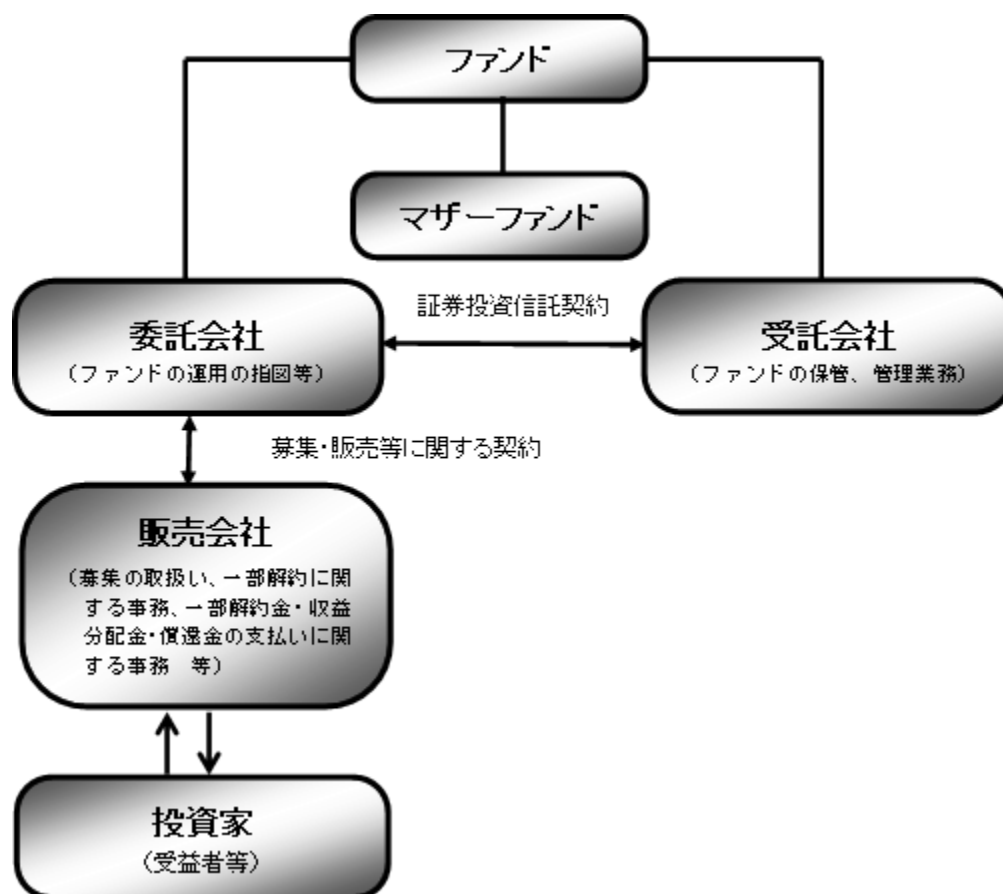 ファンド
マザーファンド
証券投資信託契約
委託会社
（ファンドの運用の指図等）
受託会社
（ファンドの保管、管理業務）
募集・販売等に関する契約
販売会社
（募集の取扱い、一部解約に関
する事務、一部解約金・収益
分配金・償還金の支払いに関
する事務　等）
投資家
（受益者等）